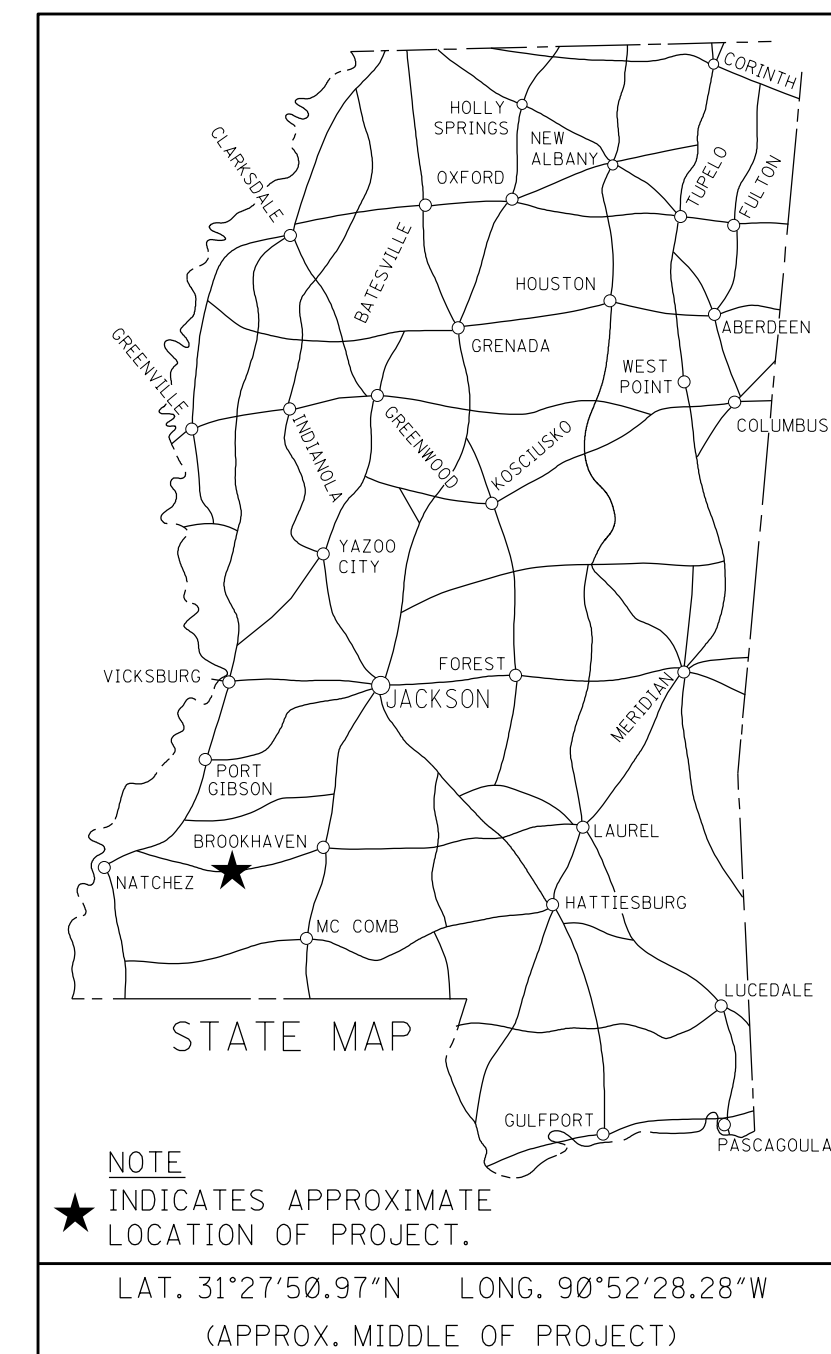 CORINTH
HOLLY
SPRINGS
NEW
ALBANY
CLARKSDALE
OXFORD
TUPELO
FULTON
BATESVILLE
HOUSTON
ABERDEEN
GREENVILLE
GRENADA
WEST
POINT
COLUMBUS
INDIANOLA
GREENWOOD
KOSCIUSKO
YAZOO
CITY
VICKSBURG
FOREST
JACKSON
MERIDIAN
PORT
GIBSON
BROOKHAVEN
LAUREL
NATCHEZ
HATTIESBURG
MC COMB
LUCEDALE
STATE MAP
GULFPORT
PASCAGOULA
NOTE
INDICATES APPROXIMATE
LOCATION OF PROJECT.
LAT. 31°27'50.97"N LONG. 90°52'28.28"W
(APPROX. MIDDLE OF PROJECT)